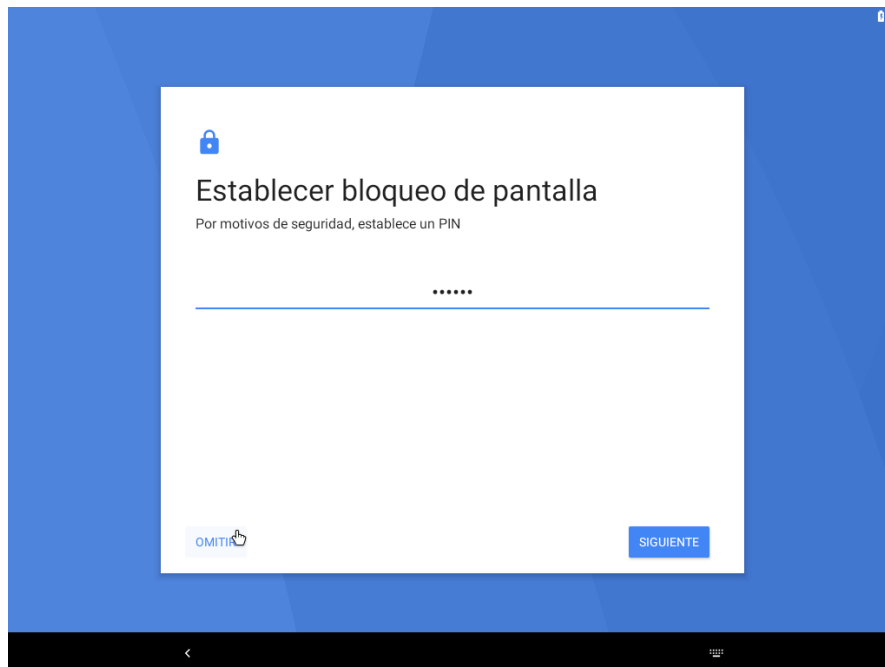 Establecer bloqueo de pantalla
Por motivos de seguridad, establece un PIN
••••••
OMITIR
SIGUIENTE